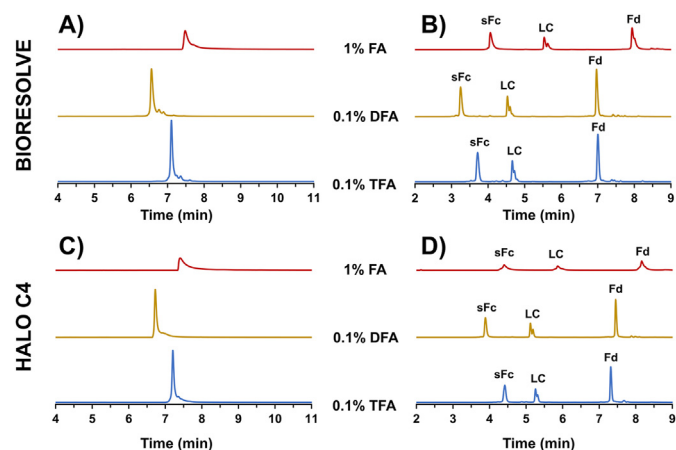 A)
B)
BIORESOLVE
1% FA
0.1% DFA
0.1% TFA
sFc LC Fd
sFc LC Fd
sFc LC Fd
4 5 6 7 8 9 10 11
Time (min)
2 3 4 5 6 7 8 9
Time (min)
C)
D)
HALO C4
1% FA
0.1% DFA
0.1% TFA
sFc LC Fd
sFc LC Fd
sFc LC Fd
4 5 6 7 8 9 10 11
Time (min)
2 3 4 5 6 7 8 9
Time (min)